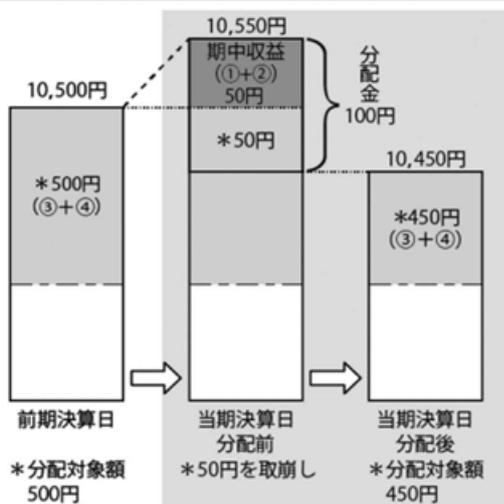 10,550円
期中収益
(①+②)
50円
*50円
分配金
100円
10,500円
*500円
(③+④)
10,450円
*450円
(③+④)
前期決算日
*分配対象額
500円
当期決算日
分配前
*50円を取崩し
当期決算日
分配後
*分配対象額
450円